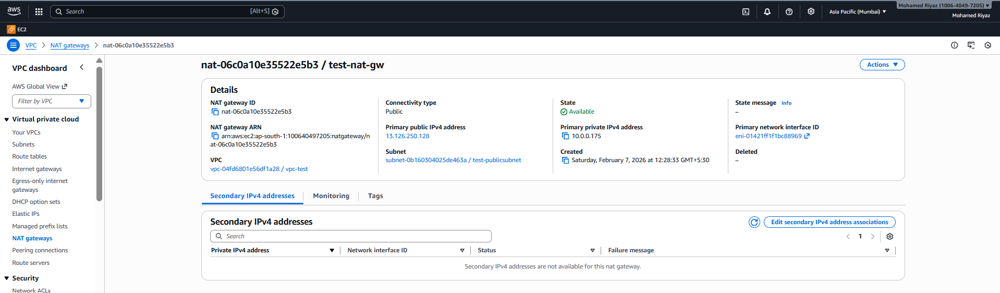 aws
Search [Alt+S]
Asia Pacific (Mumbai)
Mohamed Riyaz (1006-4049-7205)
Mohamed Riyaz
EC2
VPC > NAT gateways > nat-06c0a10e35522e5b3
VPC dashboard
AWS Global View
Filter by VPC
Virtual private cloud
Your VPCs
Subnets
Route tables
Internet gateways
Egress-only internet
gateways
DHCP option sets
Elastic IPs
Managed prefix lists
NAT gateways
Peering connections
Route servers
Security
Network ACLs
nat-06c0a10e35522e5b3 / test-nat-gw
Actions
Details
NAT gateway ID
nat-06c0a10e35522e5b3
NAT gateway ARN
arn:aws:ec2:ap-south-1:100640497205:natgateway/n
at-06c0a10e35522e5b3
VPC
vpc-04fd6801e56df1a28 / vpc-test
Connectivity type
Public
Primary public IPv4 address
13.126.250.128
Subnet
subnet-0b160304025de463a / test-publicsubnet
State
Available
Primary private IPv4 address
10.0.0.175
Created
Saturday, February 7, 2026 at 12:28:33 GMT+5:30
State message Info
–
Primary network interface ID
eni-01421ff1f1bc88969
Deleted
–
Secondary IPv4 addresses
Monitoring
Tags
Secondary IPv4 addresses
Edit secondary IPv4 address associations
Search
1
Private IPv4 address
Network interface ID
Status
Failure message
Secondary IPv4 addresses are not available for this nat gateway.